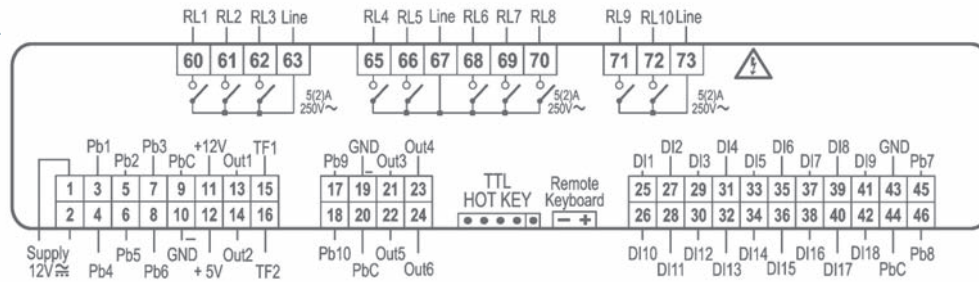 RL1 RL2 RL3 Line RL4 RL5 Line RL6 RL7 RL8 RL9 RL10 Line
60 61 62 63 65 66 67 68 69 70 71 72 73
5(2)A 5(2)A 5(2)A
250V~ 250V~ 250V~
Pb1 Pb3 +12V TF1 GND Out4 DI2 DI4 DI6 DI8 GND
Pb2 PbC Out1 Pb9 Out3 DI1 DI3 DI5 DI7 DI9 Pb7
1 3 5 7 9 11 13 15 17 19 21 23 TTL Remote 25 27 29 31 33 35 37 39 41 43 45
HOT KEY Keyboard
2 4 6 8 10 12 14 16 18 20 22 24 − + 26 28 30 32 34 36 38 40 42 44 46
Supply Pb5 GND Out2 Pb10 Out5 DI10 DI12 DI14 DI16 DI18 Pb8
12V Pb4 Pb6 + 5V TF2 PbC Out6 DI11 DI13 DI15 DI17 PbC